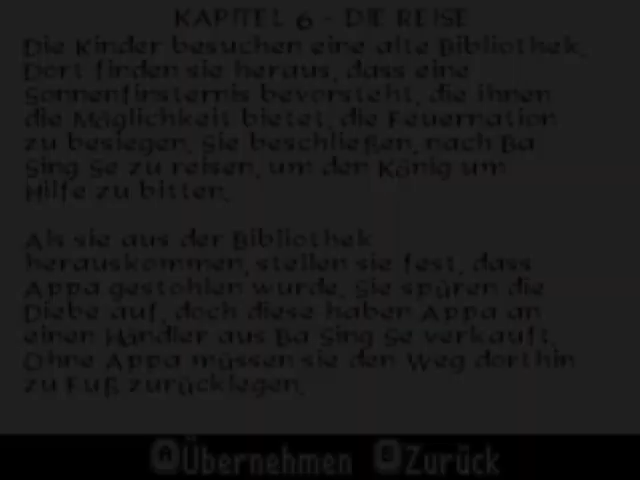 KAPITEL 6 - DIE REISE
Die Kinder besuchen eine alte Bibliothek.
Dort finden sie heraus, dass eine
Sonnenfinsternis bevorsteht, die ihnen
die Möglichkeit bietet, die Feuernation
zu besiegen. Sie beschließen, nach Ba
Sing Se zu reisen, um den König um
Hilfe zu bitten.
Als sie aus der Bibliothek
herauskommen, stellen sie fest, dass
Appa gestohlen wurde. Sie spüren die
Diebe auf, doch diese haben Appa an
einen Händler aus Ba Sing Se verkauft.
Ohne Appa müssen sie den Weg dorthin
zu Fuß zurücklegen.
A Übernehmen B Zurück